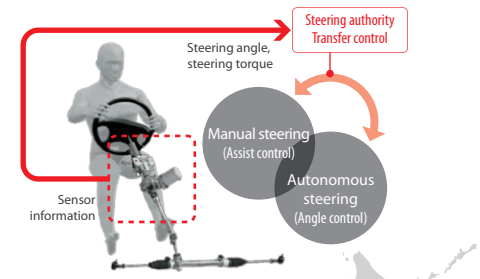 Steering authority
Transfer control
Steering angle,
steering torque
Manual steering
(Assist control)
Autonomous
steering
(Angle control)
Sensor
information